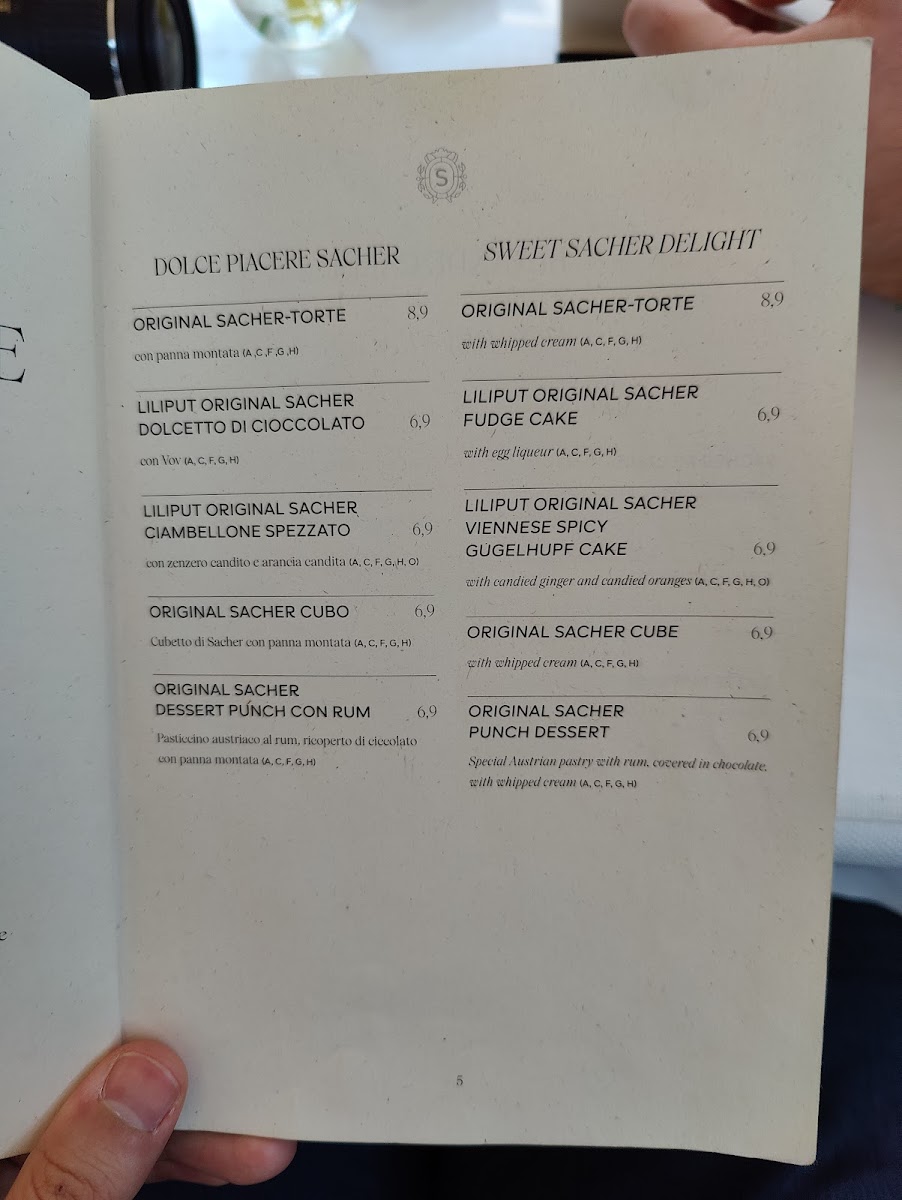 S
DOLCE PIACERE SACHER
ORIGINAL SACHER-TORTE 8,9
con panna montata (A ,C ,F ,G ,H)
LILIPUT ORIGINAL SACHER
DOLCETTO DI CIOCCOLATO 6,9
con Vov (A, C, F, G, H)
LILIPUT ORIGINAL SACHER
CIAMBELLONE SPEZZATO 6,9
con zenzero candito e arancia candita (A, C, F, G, H, O)
ORIGINAL SACHER CUBO 6,9
Cubetto di Sacher con panna montata (A, C, F, G, H)
ORIGINAL SACHER
DESSERT PUNCH CON RUM 6,9
Pasticcino austriaco al rum, ricoperto di cioccolato
con panna montata (A, C, F, G, H)
SWEET SACHER DELIGHT
ORIGINAL SACHER-TORTE 8,9
with whipped cream (A, C, F, G, H)
LILIPUT ORIGINAL SACHER
FUDGE CAKE 6,9
with egg liqueur (A, C, F, G, H)
LILIPUT ORIGINAL SACHER
VIENNESE SPICY
GUGELHUPF CAKE 6,9
with candied ginger and candied oranges (A, C, F, G, H, O)
ORIGINAL SACHER CUBE 6,9
with whipped cream (A, C, F, G, H)
ORIGINAL SACHER
PUNCH DESSERT 6,9
Special Austrian pastry with rum, covered in chocolate,
with whipped cream (A, C, F, G, H)
5
E
e